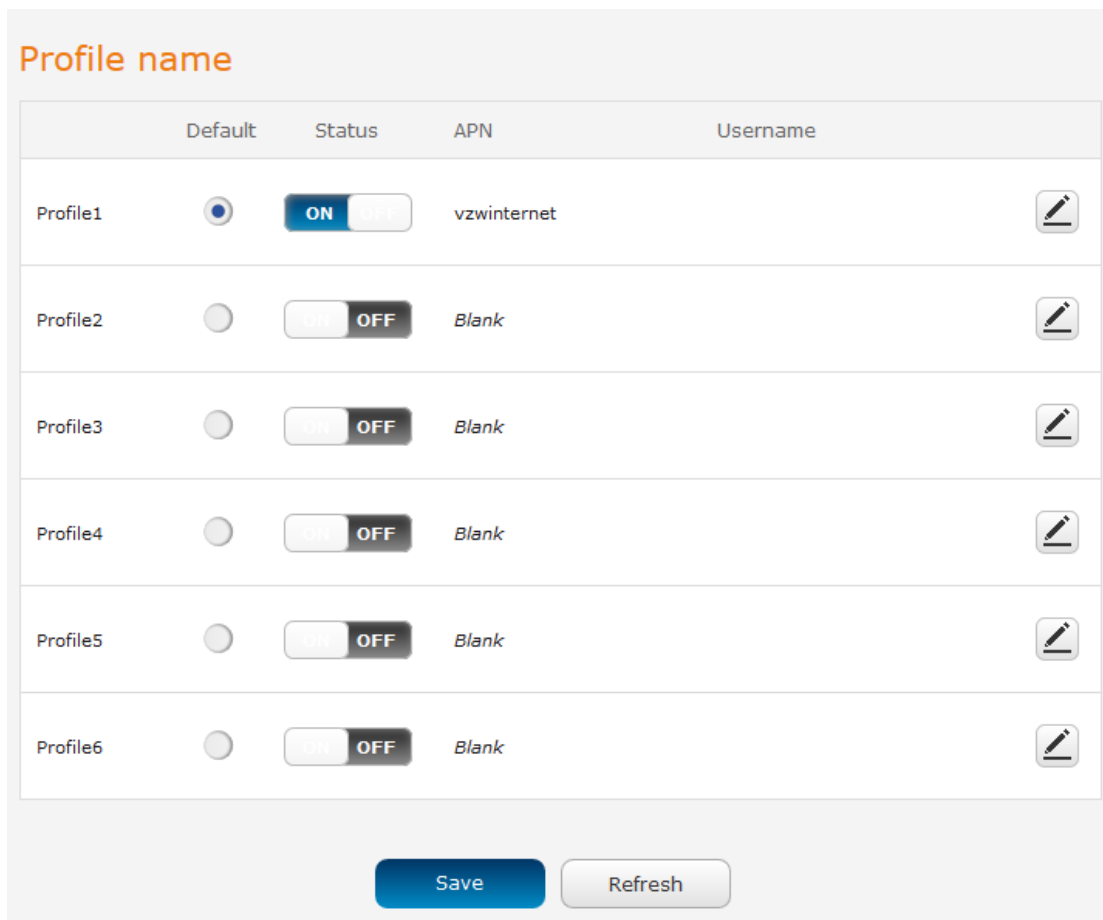 Profile name
Default Status APN Username
Profile1 ON OFF vzwinternet
Profile2 ON OFF Blank
Profile3 ON OFF Blank
Profile4 ON OFF Blank
Profile5 ON OFF Blank
Profile6 ON OFF Blank
Save Refresh